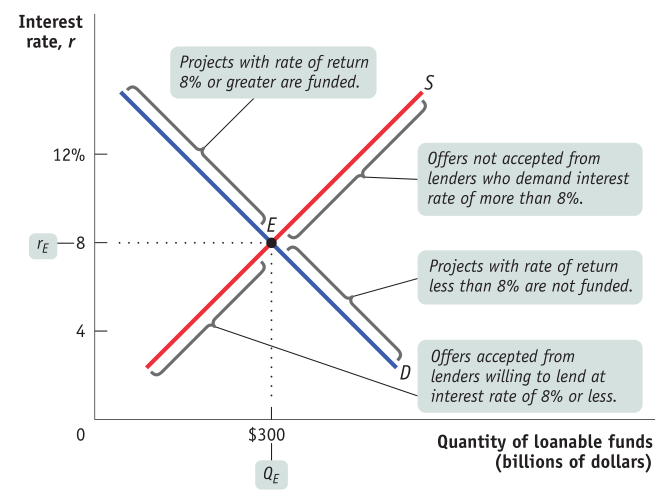 Interest
rate, r
Projects with rate of return
8% or greater are funded.
S
12%
Offers not accepted from
lenders who demand interest
rate of more than 8%.
E
rE
8
Projects with rate of return
less than 8% are not funded.
4
Offers accepted from
lenders willing to lend at
interest rate of 8% or less.
D
0
$300
Quantity of loanable funds
(billions of dollars)
QE